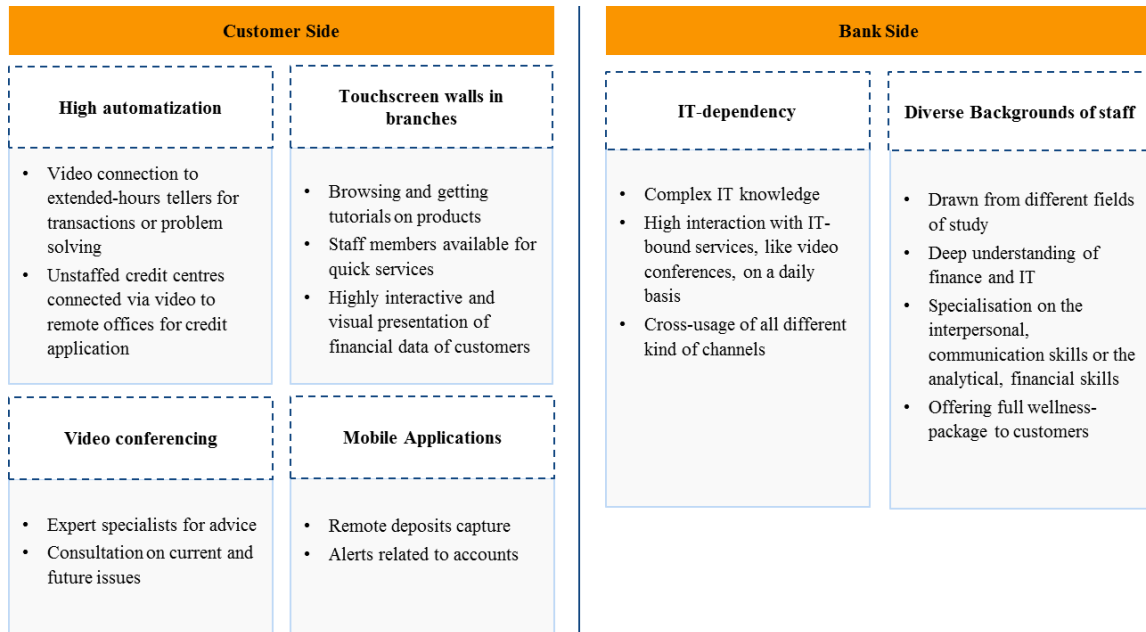 Customer Side
High automatization
• Video connection to
extended-hours tellers for
transactions or problem
solving
• Unstaffed credit centres
connected via video to
remote offices for credit
application
Touchscreen walls in
branches
• Browsing and getting
tutorials on products
• Staff members available for
quick services
• Highly interactive and
visual presentation of
financial data of customers
Video conferencing
• Expert specialists for advice
• Consultation on current and
future issues
Mobile Applications
• Remote deposits capture
• Alerts related to accounts
Bank Side
IT-dependency
• Complex IT knowledge
• High interaction with IT-
bound services, like video
conferences, on a daily
basis
• Cross-usage of all different
kind of channels
Diverse Backgrounds of staff
• Drawn from different fields
of study
• Deep understanding of
finance and IT
• Specialisation on the
interpersonal,
communication skills or the
analytical, financial skills
• Offering full wellness-
package to customers